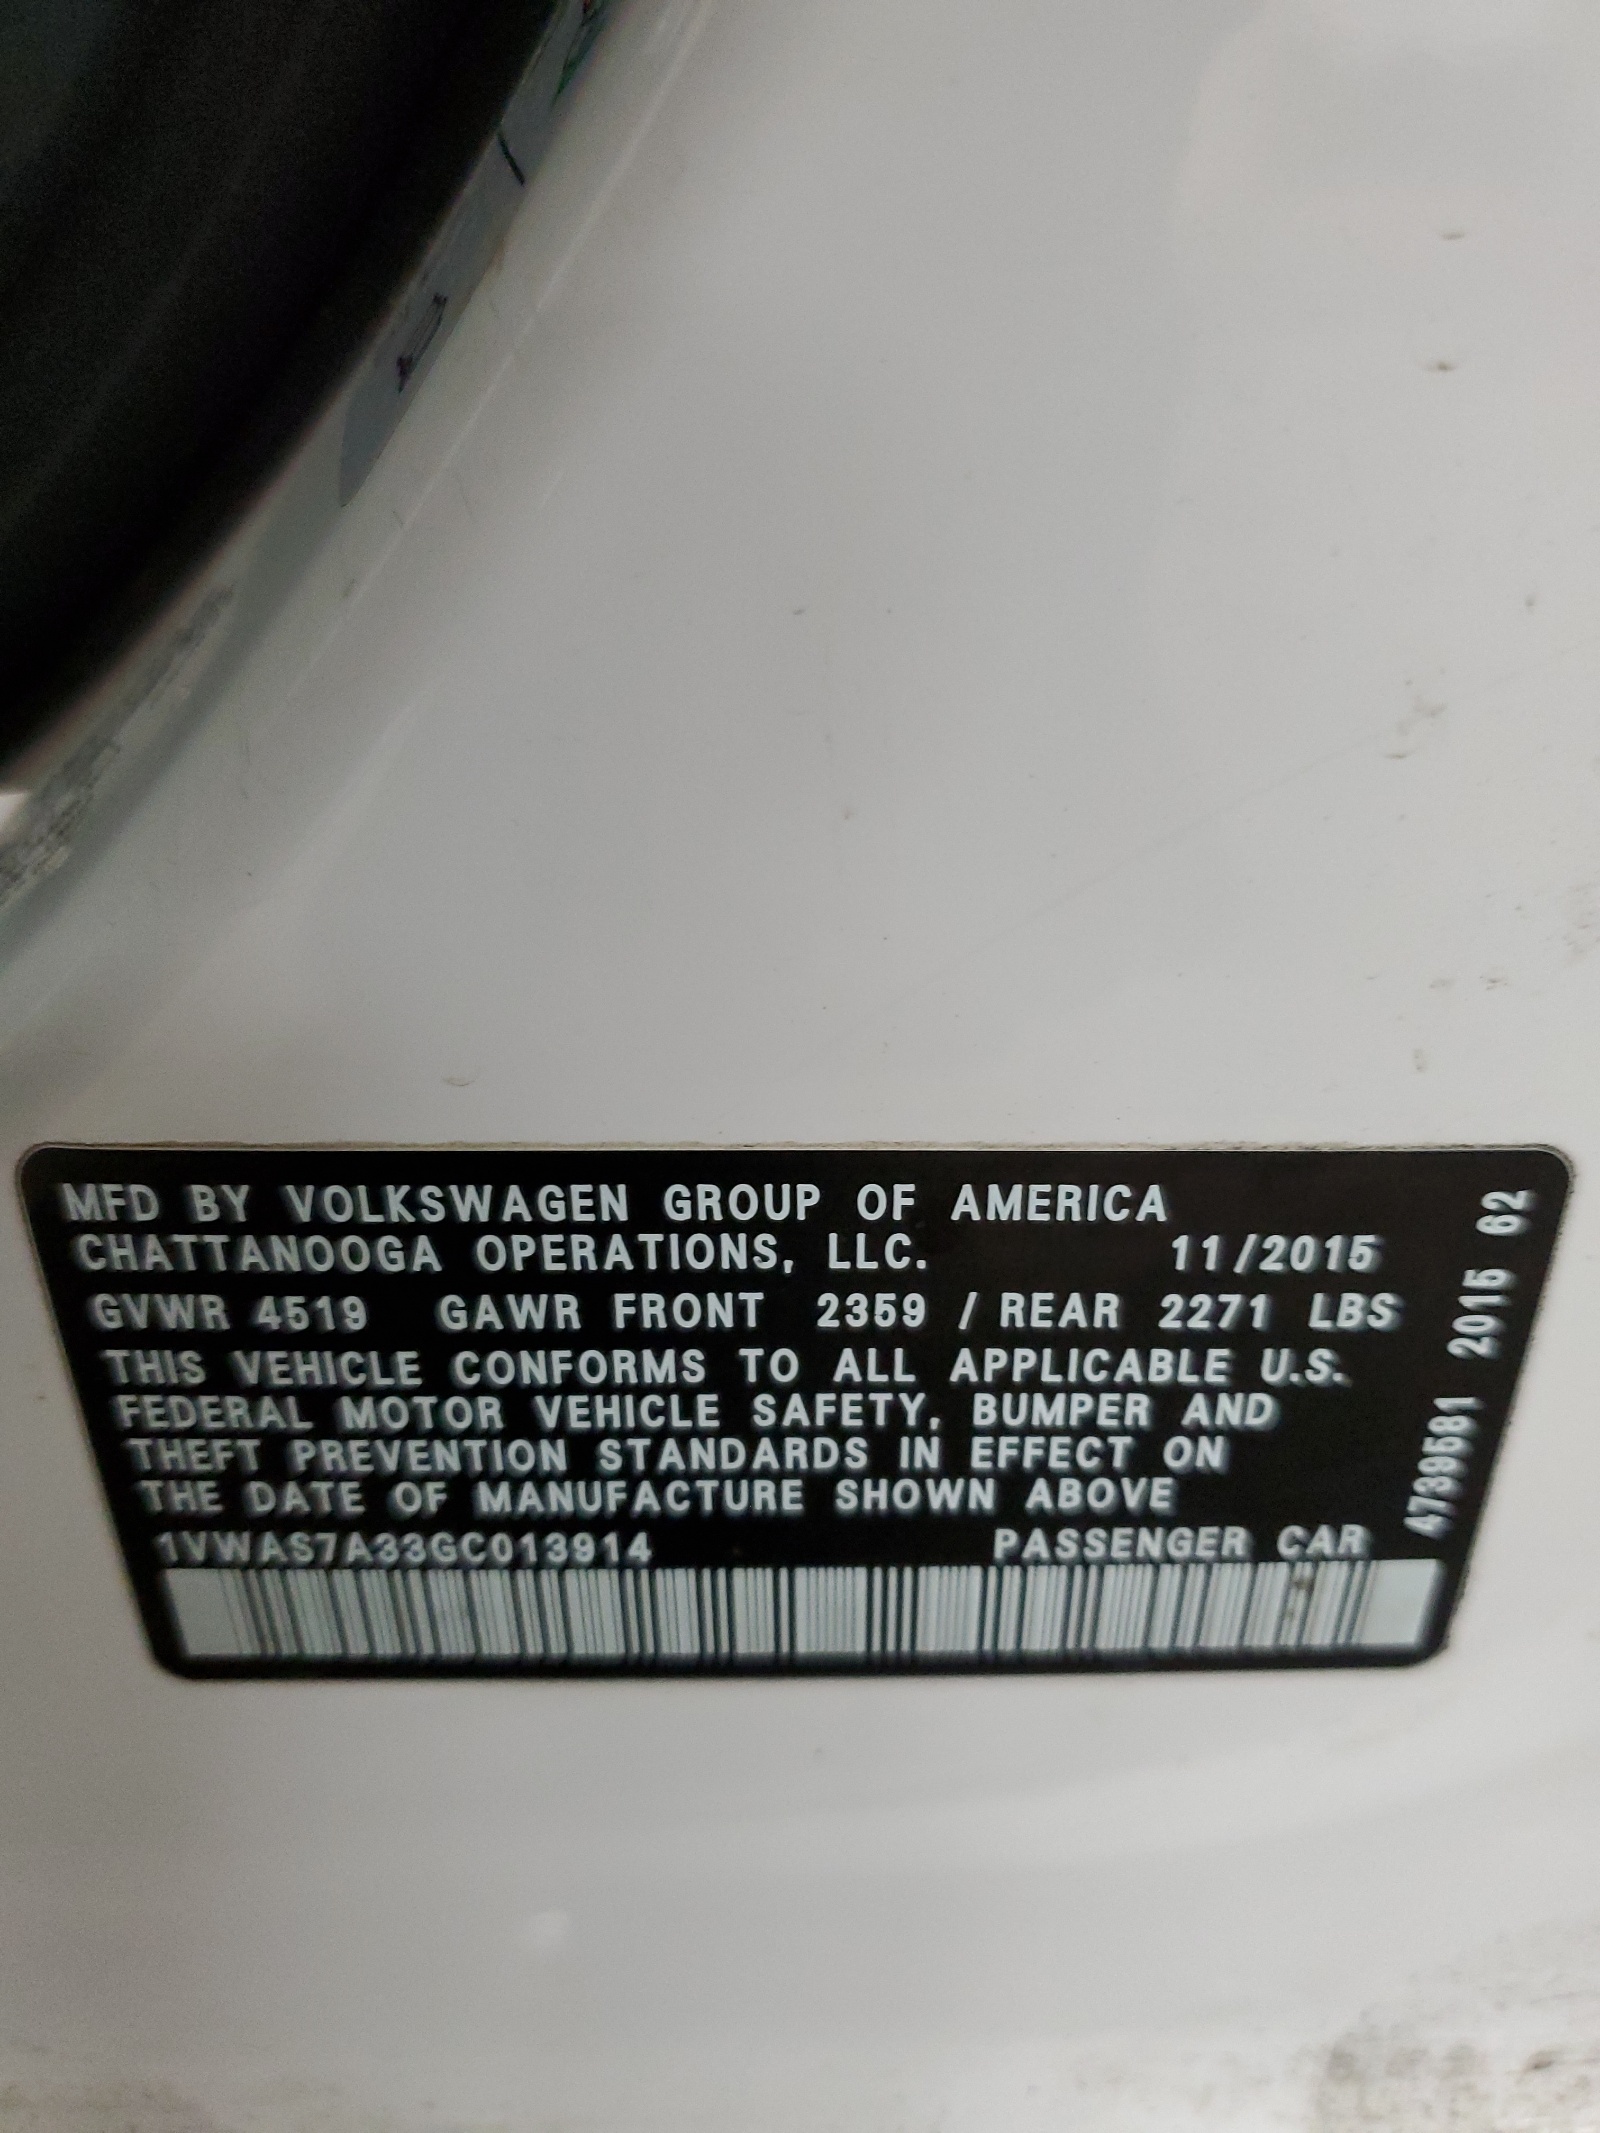 MFD BY VOLKSWAGEN GROUP OF AMERICA
CHATTANOOGA OPERATIONS, LLC. 11/2015
GVWR 4519 GAWR FRONT 2359 / REAR 2271 LBS
THIS VEHICLE CONFORMS TO ALL APPLICABLE U.S.
FEDERAL MOTOR VEHICLE SAFETY, BUMPER AND
THEFT PREVENTION STANDARDS IN EFFECT ON
THE DATE OF MANUFACTURE SHOWN ABOVE
1VWAS7A33GC013914 PASSENGER CAR
4739581 2015 62